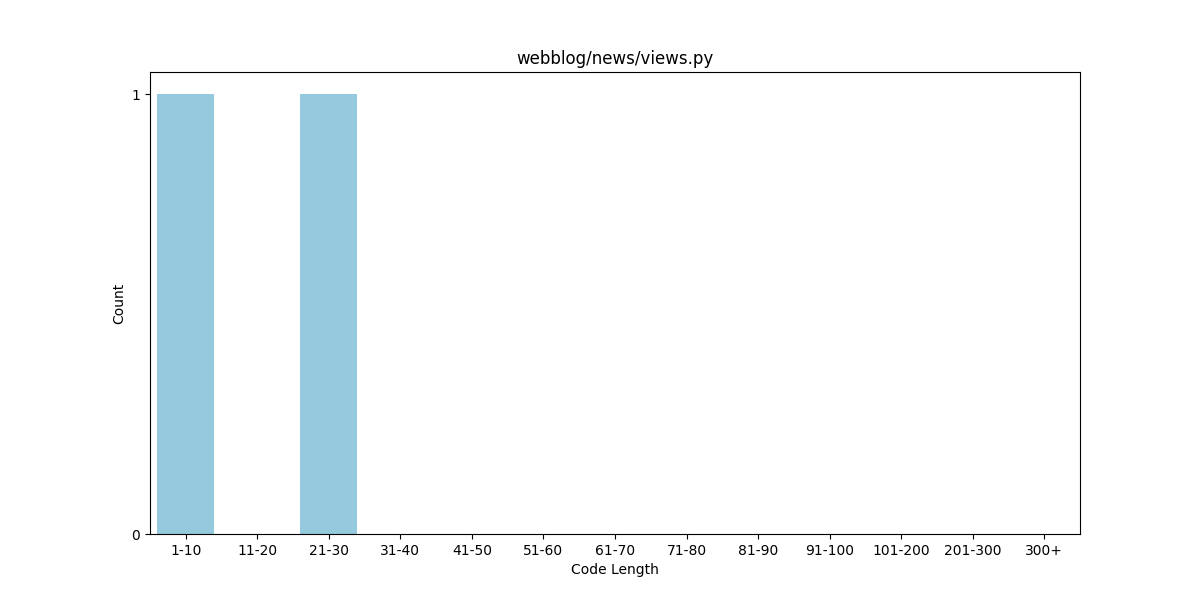 webblog/news/views.py
1
Count
0
1-10 11-20 21-30 31-40 41-50 51-60 61-70 71-80 81-90 91-100 101-200 201-300 300+
Code Length